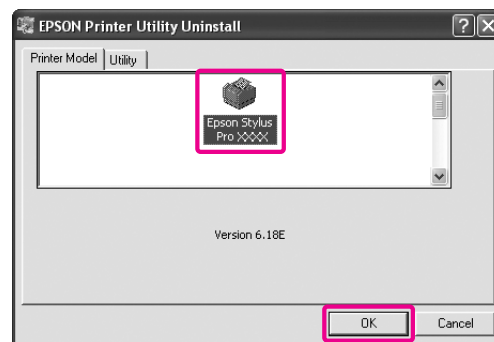 EPSON Printer Utility Uninstall
Printer Model Utility
Epson Stylus
Pro XXXX
Version 6.18E
OK Cancel